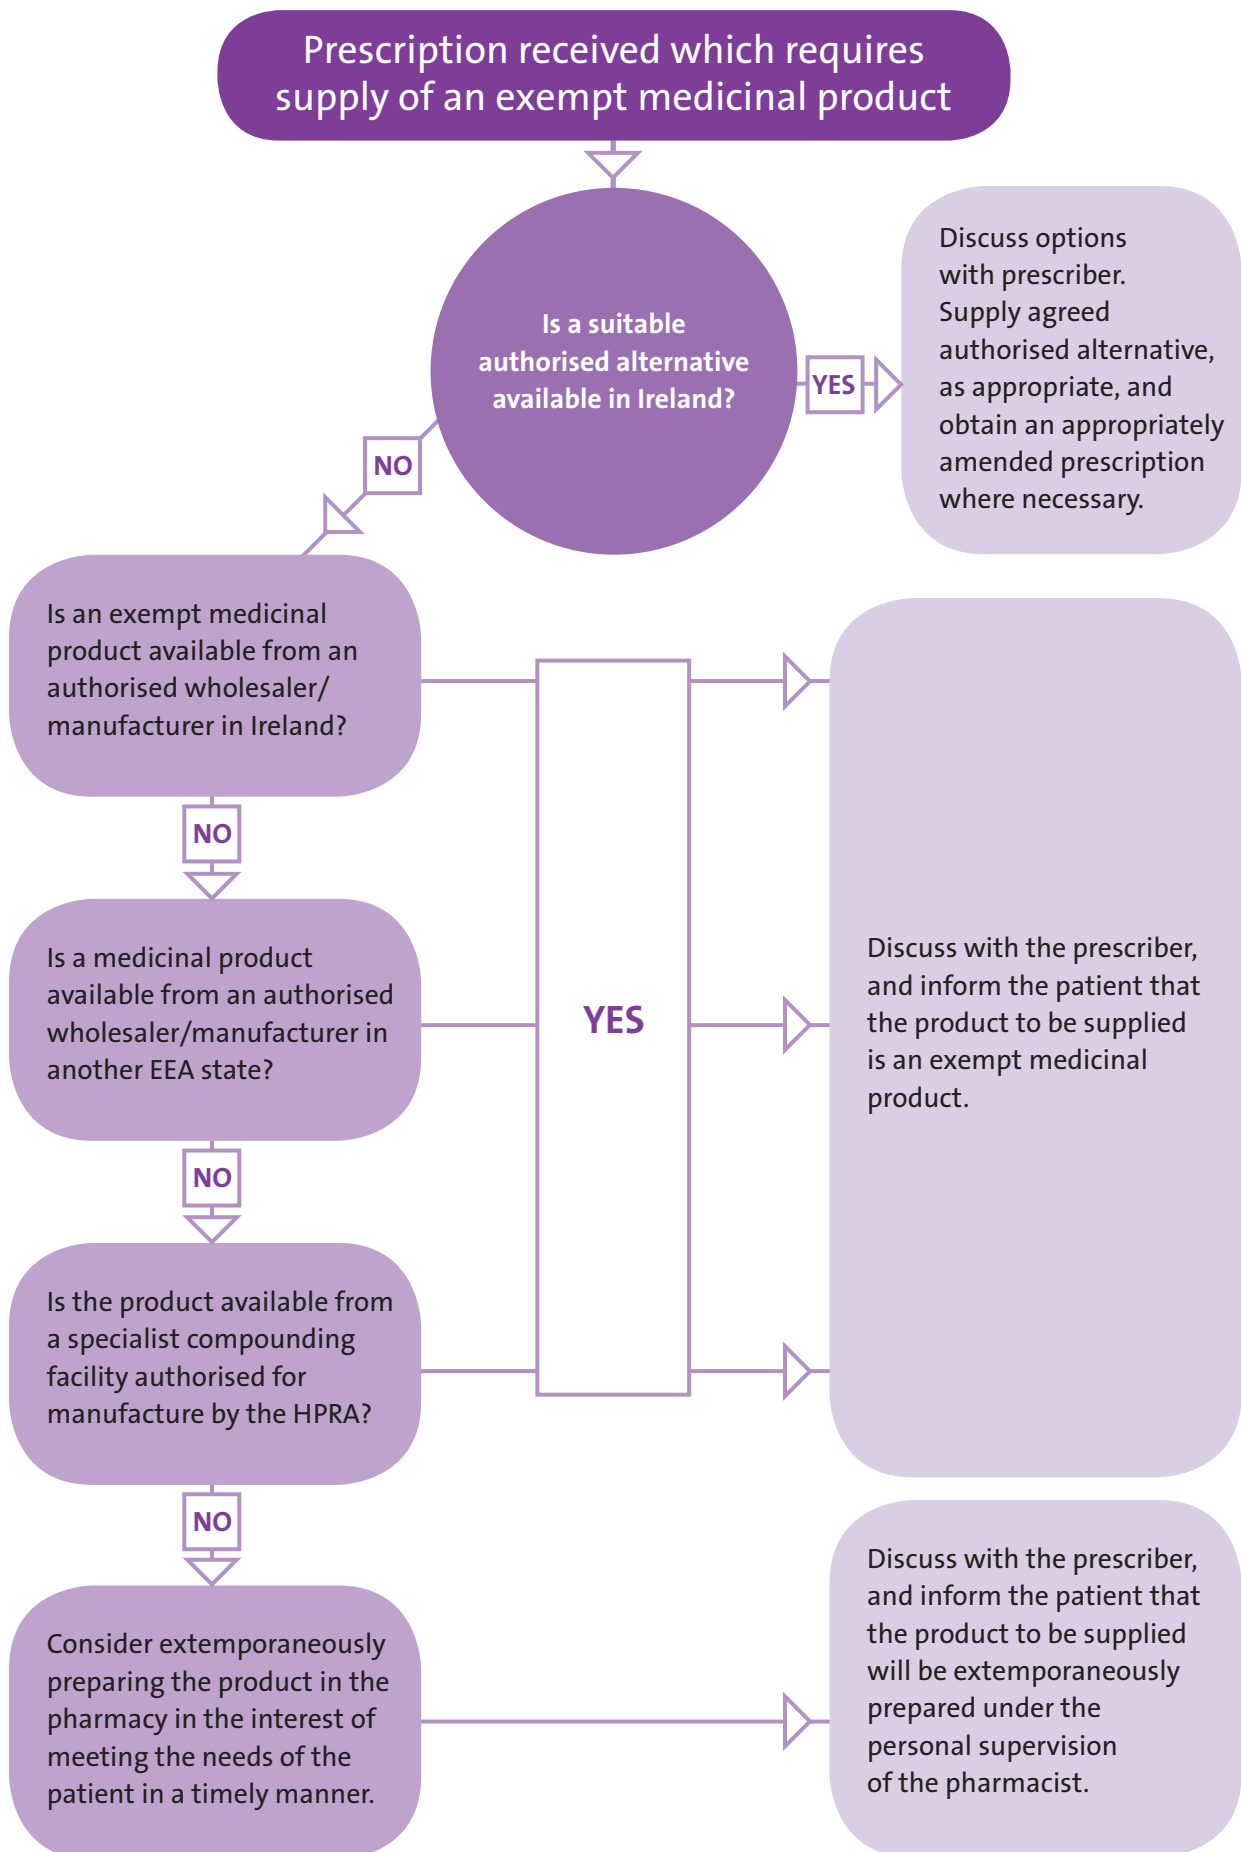 Prescription received which requires
supply of an exempt medicinal product
Is a suitable
authorised alternative
available in Ireland?
YES
Discuss options
with prescriber.
Supply agreed
authorised alternative,
as appropriate, and
obtain an appropriately
amended prescription
where necessary.
NO
Is an exempt medicinal
product available from an
authorised wholesaler/
manufacturer in Ireland?
NO
Is a medicinal product
available from an authorised
wholesaler/manufacturer in
another EEA state?
NO
Is the product available from
a specialist compounding
facility authorised for
manufacture by the HPRA?
YES
Discuss with the prescriber,
and inform the patient that
the product to be supplied
is an exempt medicinal
product.
NO
Consider extemporaneously
preparing the product in the
pharmacy in the interest of
meeting the needs of the
patient in a timely manner.
Discuss with the prescriber,
and inform the patient that
the product to be supplied
will be extemporaneously
prepared under the
personal supervision
of the pharmacist.